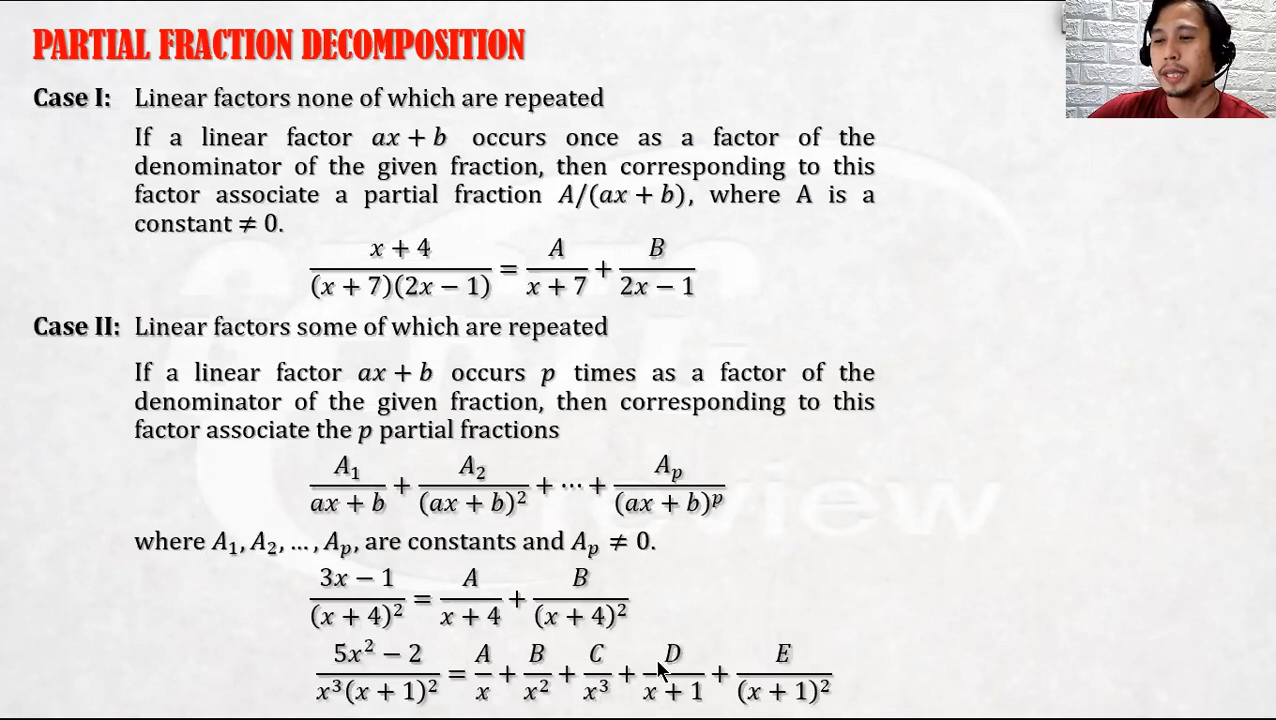 PARTIAL FRACTION DECOMPOSITION
Case I: Linear factors none of which are repeated
If a linear factor ax + b occurs once as a factor of the
denominator of the given fraction, then corresponding to this
factor associate a partial fraction A/(ax + b), where A is a
constant ≠ 0.
(x + 4)/((x + 7)(2x − 1)) = A/(x + 7) + B/(2x − 1)
Case II: Linear factors some of which are repeated
If a linear factor ax + b occurs p times as a factor of the
denominator of the given fraction, then corresponding to this
factor associate the p partial fractions
A₁/(ax + b) + A₂/(ax + b)² + ⋯ + Aₚ/(ax + b)ᵖ
where A₁, A₂, …, Aₚ, are constants and Aₚ ≠ 0.
(3x − 1)/(x + 4)² = A/(x + 4) + B/(x + 4)²
(5x² − 2)/(x³(x + 1)²) = A/x + B/x² + C/x³ + D/(x + 1) + E/(x + 1)²